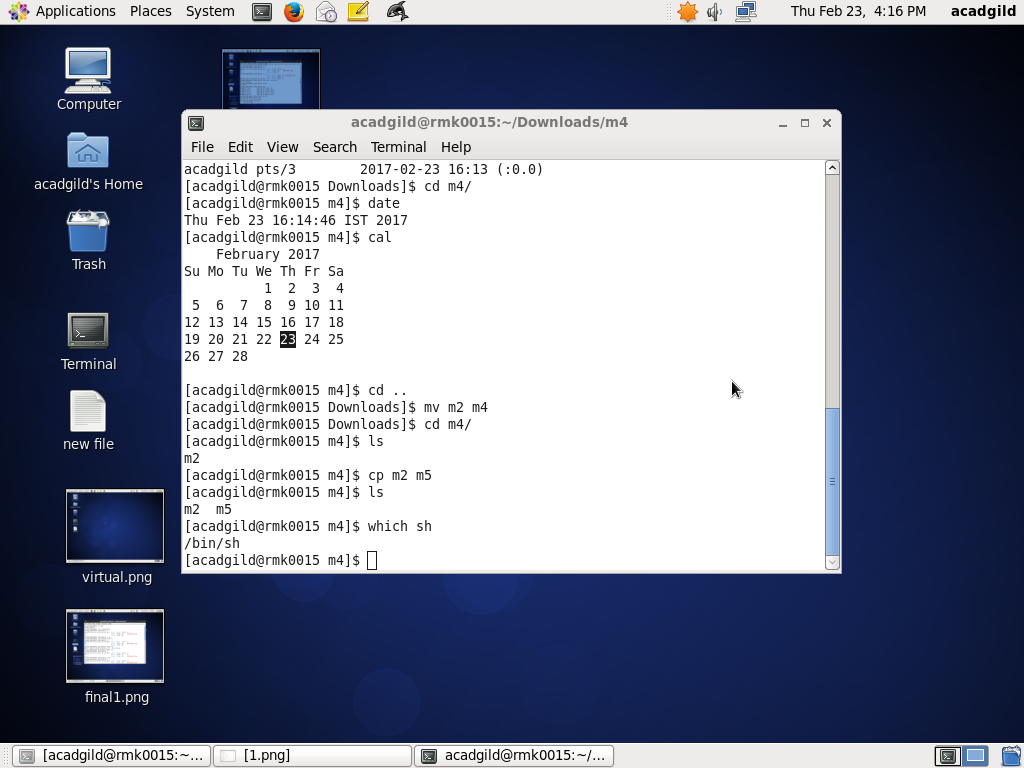 Applications Places System Thu Feb 23, 4:16 PM acadgild
Computer
acadgild's Home
Trash
Terminal
new file
virtual.png
final1.png
acadgild@rmk0015:~/Downloads/m4
File Edit View Search Terminal Help
acadgild pts/3        2017-02-23 16:13 (:0.0)
[acadgild@rmk0015 Downloads]$ cd m4/
[acadgild@rmk0015 m4]$ date
Thu Feb 23 16:14:46 IST 2017
[acadgild@rmk0015 m4]$ cal
    February 2017
Su Mo Tu We Th Fr Sa
          1  2  3  4
 5  6  7  8  9 10 11
12 13 14 15 16 17 18
19 20 21 22 23 24 25
26 27 28
[acadgild@rmk0015 m4]$ cd ..
[acadgild@rmk0015 Downloads]$ mv m2 m4
[acadgild@rmk0015 Downloads]$ cd m4/
[acadgild@rmk0015 m4]$ ls
m2
[acadgild@rmk0015 m4]$ cp m2 m5
[acadgild@rmk0015 m4]$ ls
m2  m5
[acadgild@rmk0015 m4]$ which sh
/bin/sh
[acadgild@rmk0015 m4]$
[acadgild@rmk0015:~... [1.png] acadgild@rmk0015:~/...